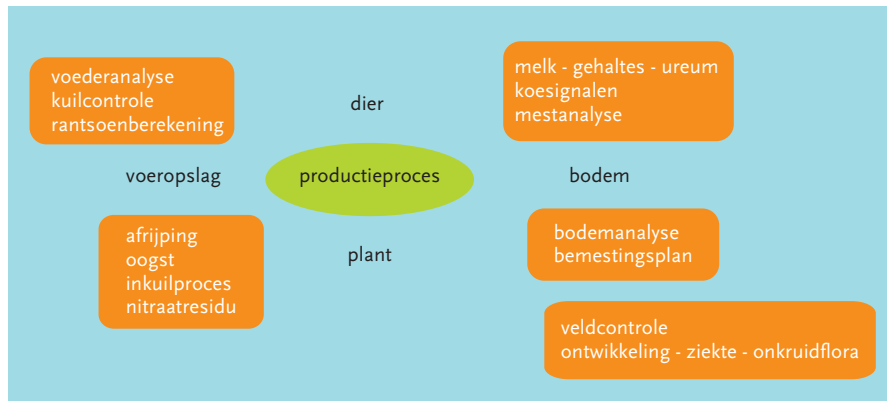 voederanalyse
kuilcontrole
rantsoenberekening
dier
melk - gehaltes - ureum
koesignalen
mestanalyse
voeropslag
productieproces
bodem
afrijping
oogst
inkuilproces
nitraatresidu
plant
bodemanalyse
bemestingsplan
veldcontrole
ontwikkeling - ziekte - onkruidflora